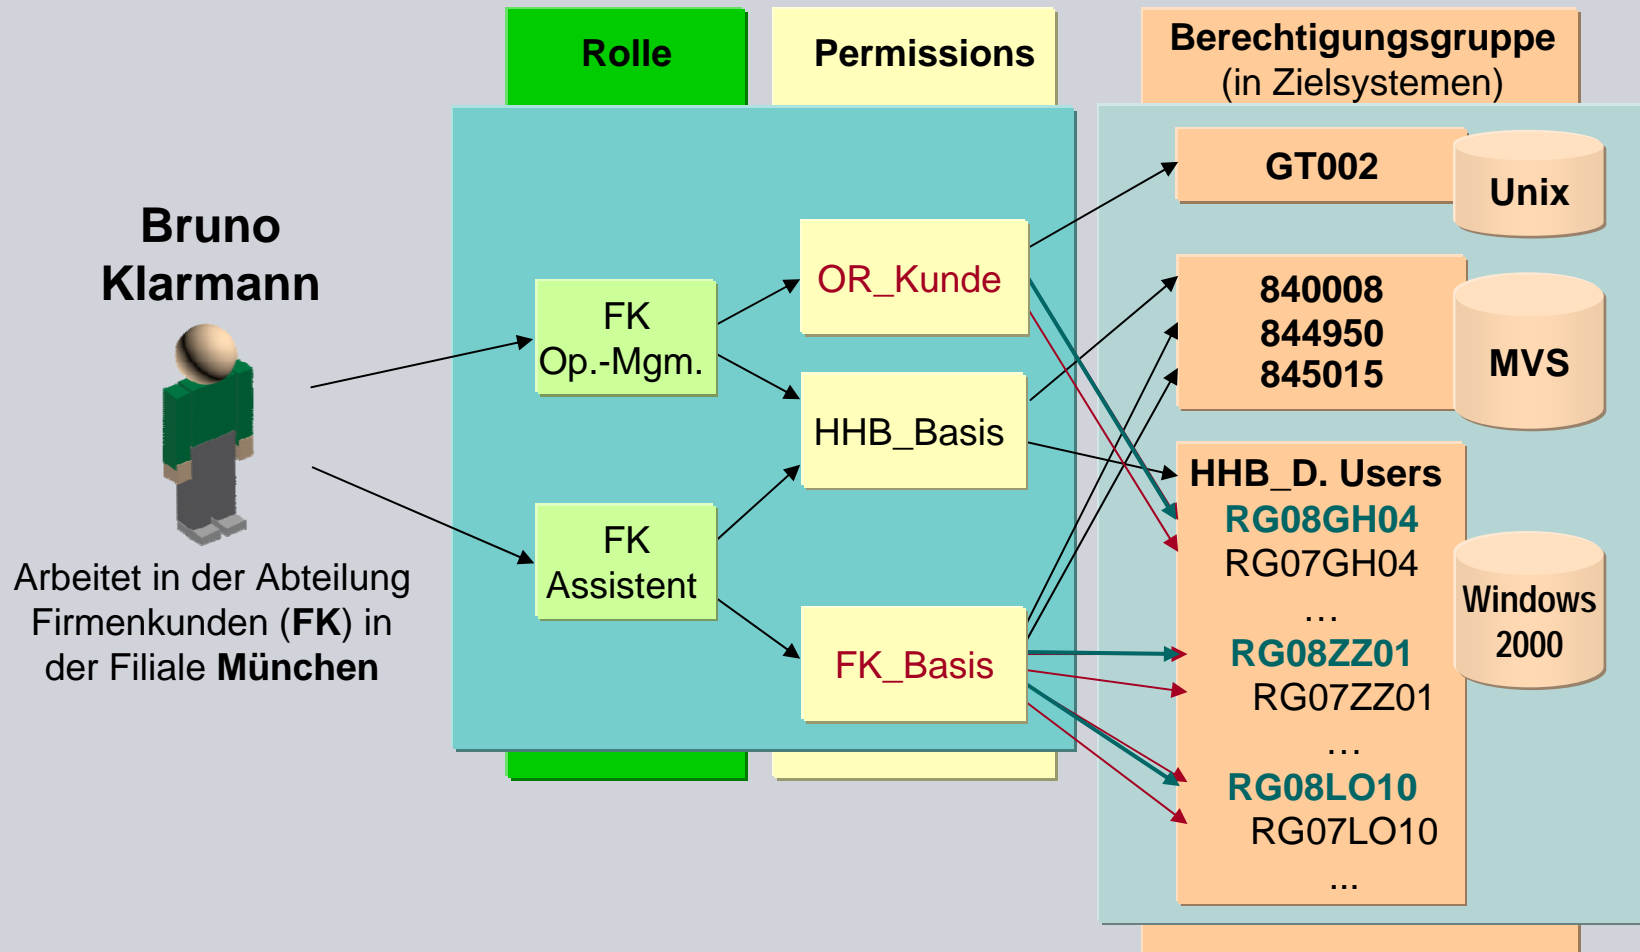 Rolle
Permissions
Berechtigungsgruppe
(in Zielsystemen)
Bruno
Klarmann
Arbeitet in der Abteilung
Firmenkunden (FK) in
der Filiale München
FK
Op.-Mgm.
FK
Assistent
OR_Kunde
HHB_Basis
FK_Basis
GT002
Unix
840008
844950
845015
MVS
HHB_D. Users
RG08GH04
RG07GH04
...
RG08ZZ01
RG07ZZ01
...
RG08LO10
RG07LO10
...
Windows
2000